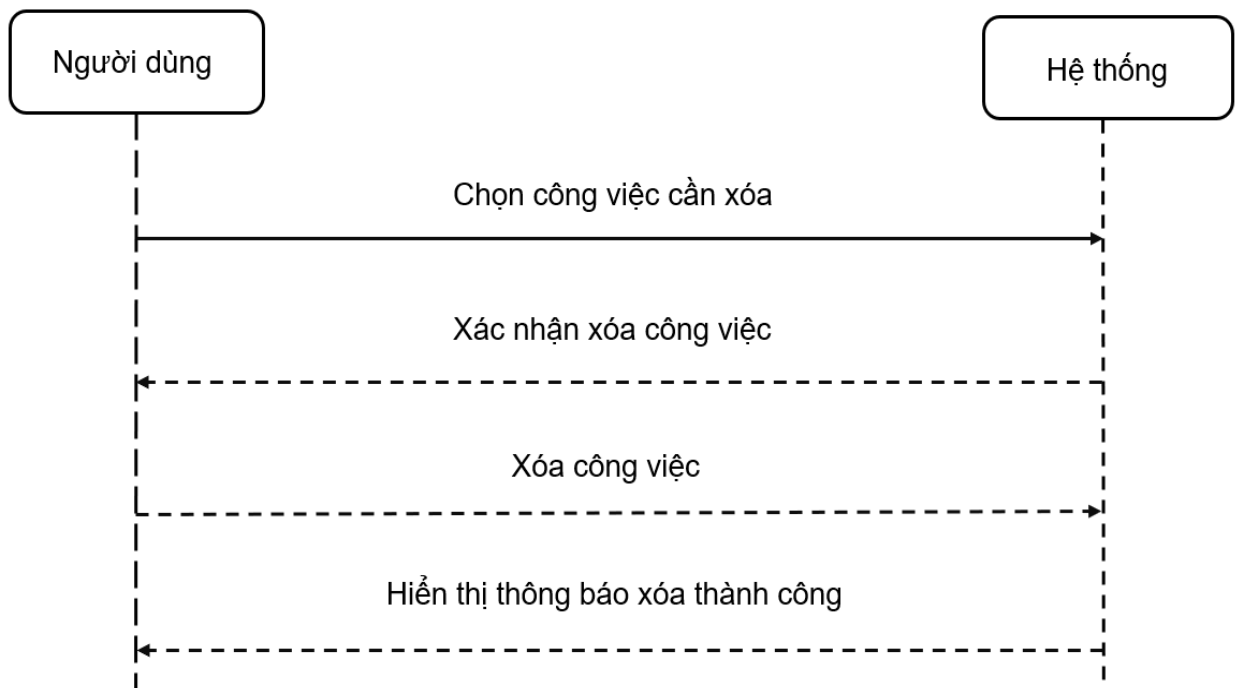 Người dùng
Hệ thống
Chọn công việc cần xóa
Xác nhận xóa công việc
Xóa công việc
Hiển thị thông báo xóa thành công